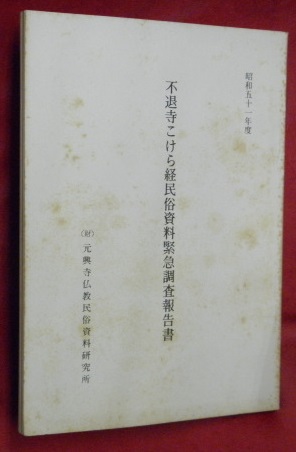 昭和五十一年度
不退寺こけら経民俗資料緊急調査報告書
(財)元興寺仏教民俗資料研究所